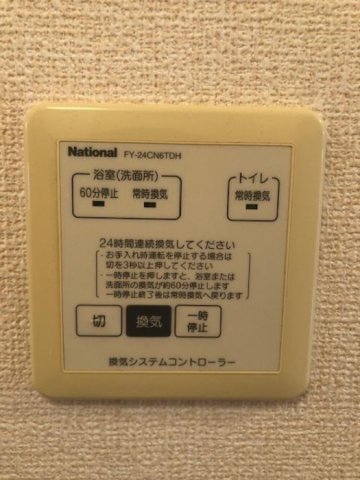 National FY-24CN6TDH
浴室(洗面所) トイレ
60分停止 常時換気 常時換気
24時間連続換気してください
・お手入れ時運転を停止する場合は
切を3秒以上押してください
・一時停止を押しますと、浴室または
洗面所の換気が約60分停止します
一時停止終了後は常時換気へ戻ります
切 換気 一時停止
換気システムコントローラー